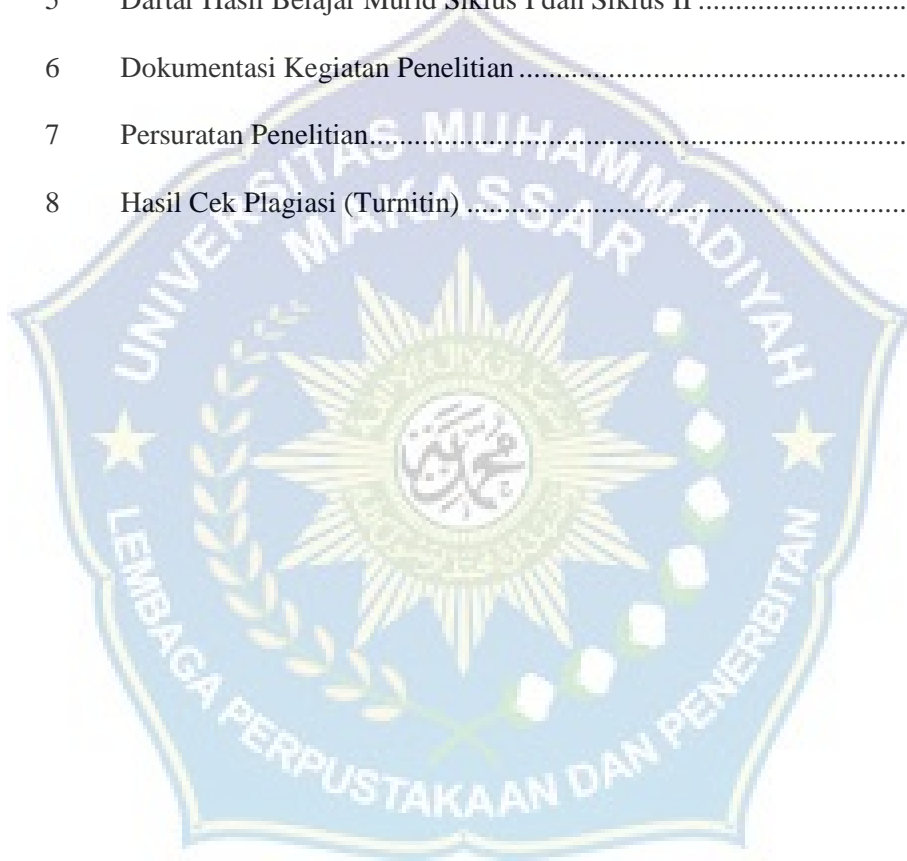 5 Daftar Hasil Belajar Murid Siklus I dan Siklus II ............................
6 Dokumentasi Kegiatan Penelitian ....................................................
7 Persuratan Penelitian........................................................................
8 Hasil Cek Plagiasi (Turnitin) ..........................................................
UNIVERSITAS MUHAMMADIYAH
MAKASSAR
LEMBAGA PERPUSTAKAAN DAN PENERBITAN